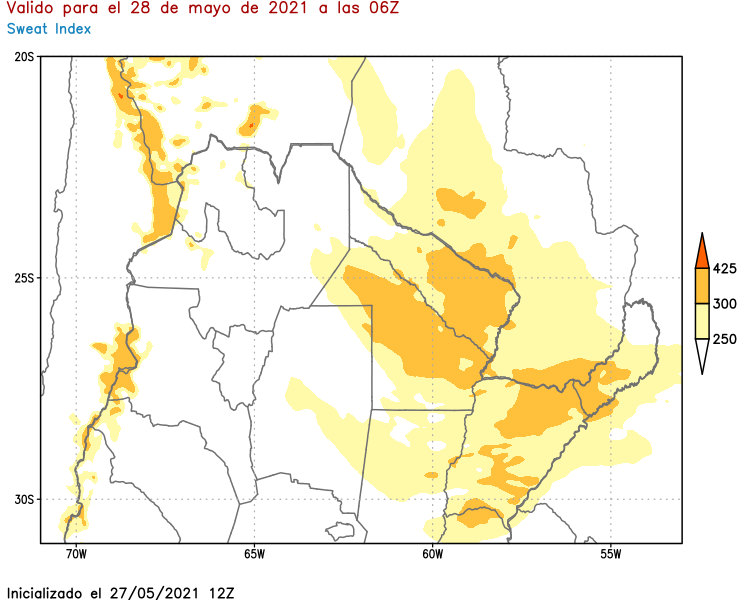 Valido para el 28 de mayo de 2021 a las 06Z
Sweat Index
20S
25S
30S
70W
65W
60W
55W
425
300
250
Inicializado el 27/05/2021 12Z